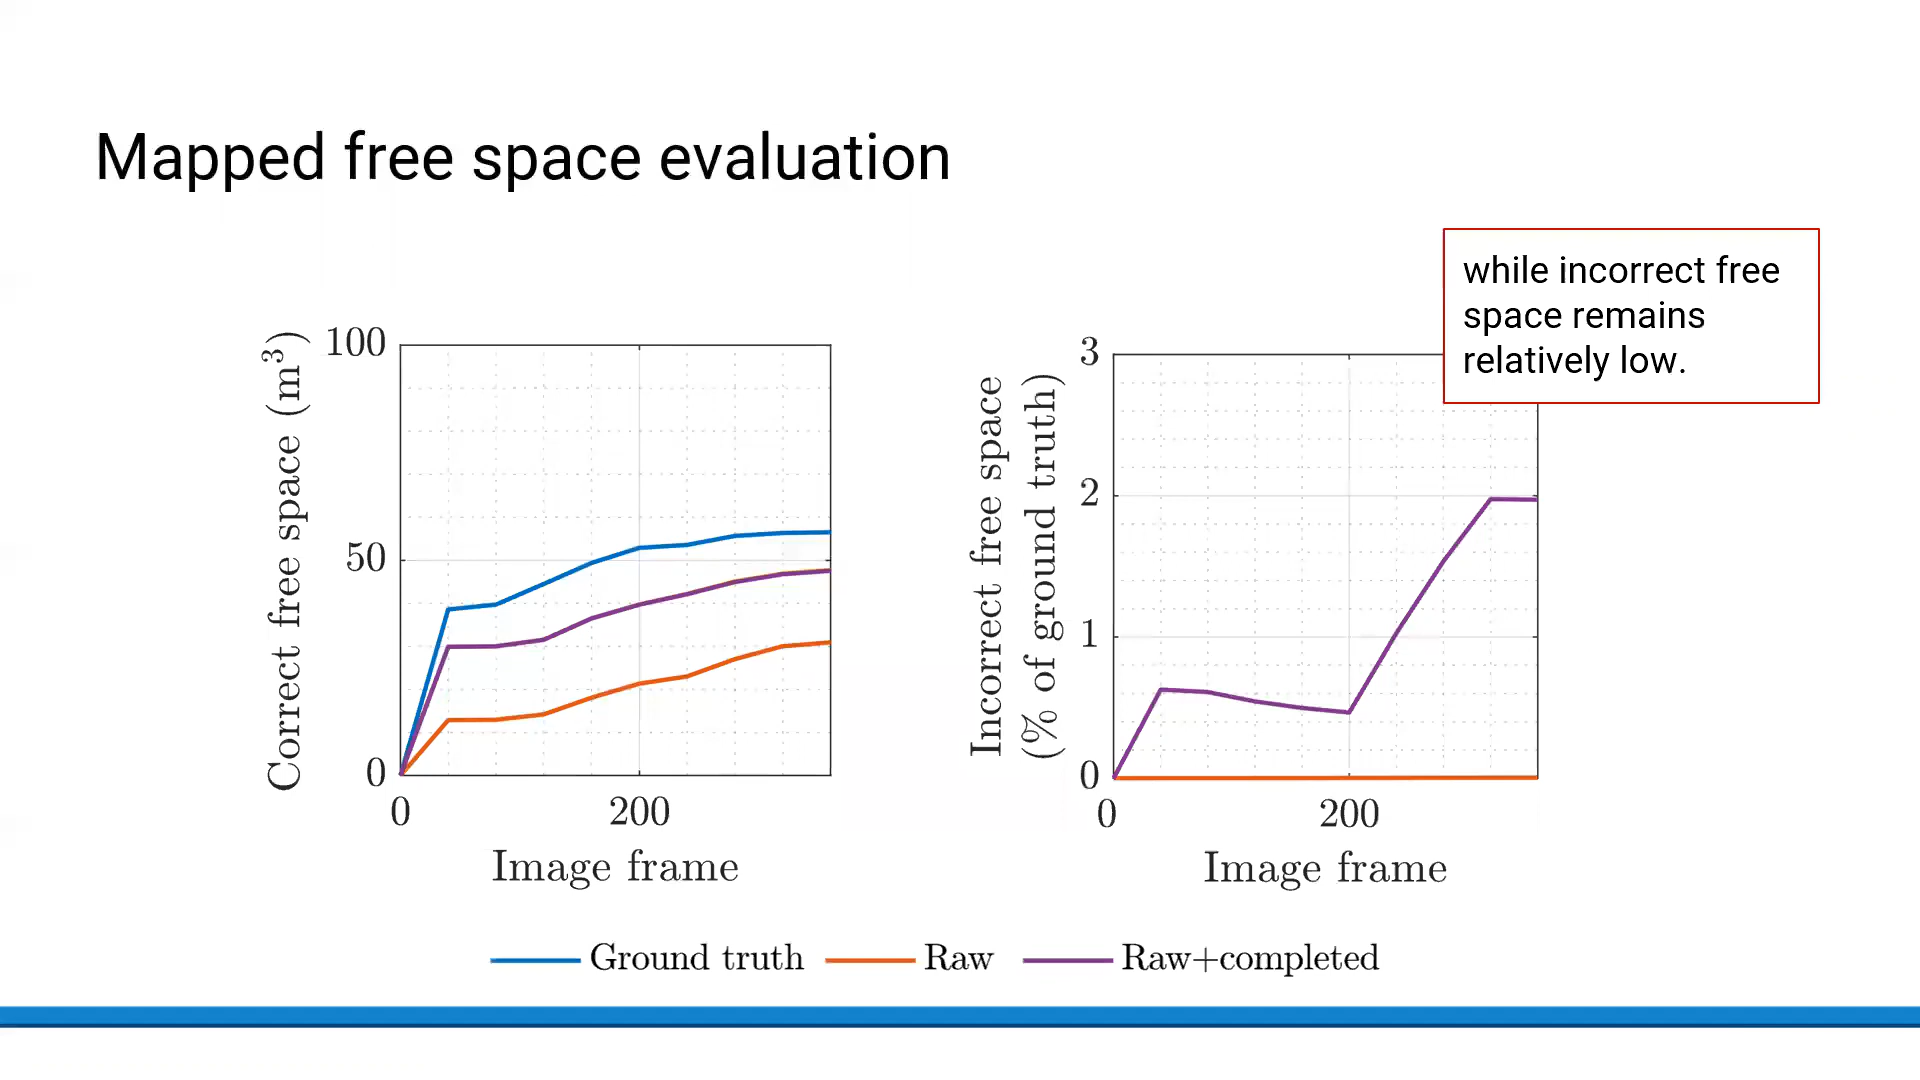 Mapped free space evaluation
while incorrect free
space remains
relatively low.
Correct free space (m³)
100
50
0
0
200
Image frame
Incorrect free space
(% of ground truth)
3
2
1
0
0
200
Image frame
Ground truth
Raw
Raw+completed